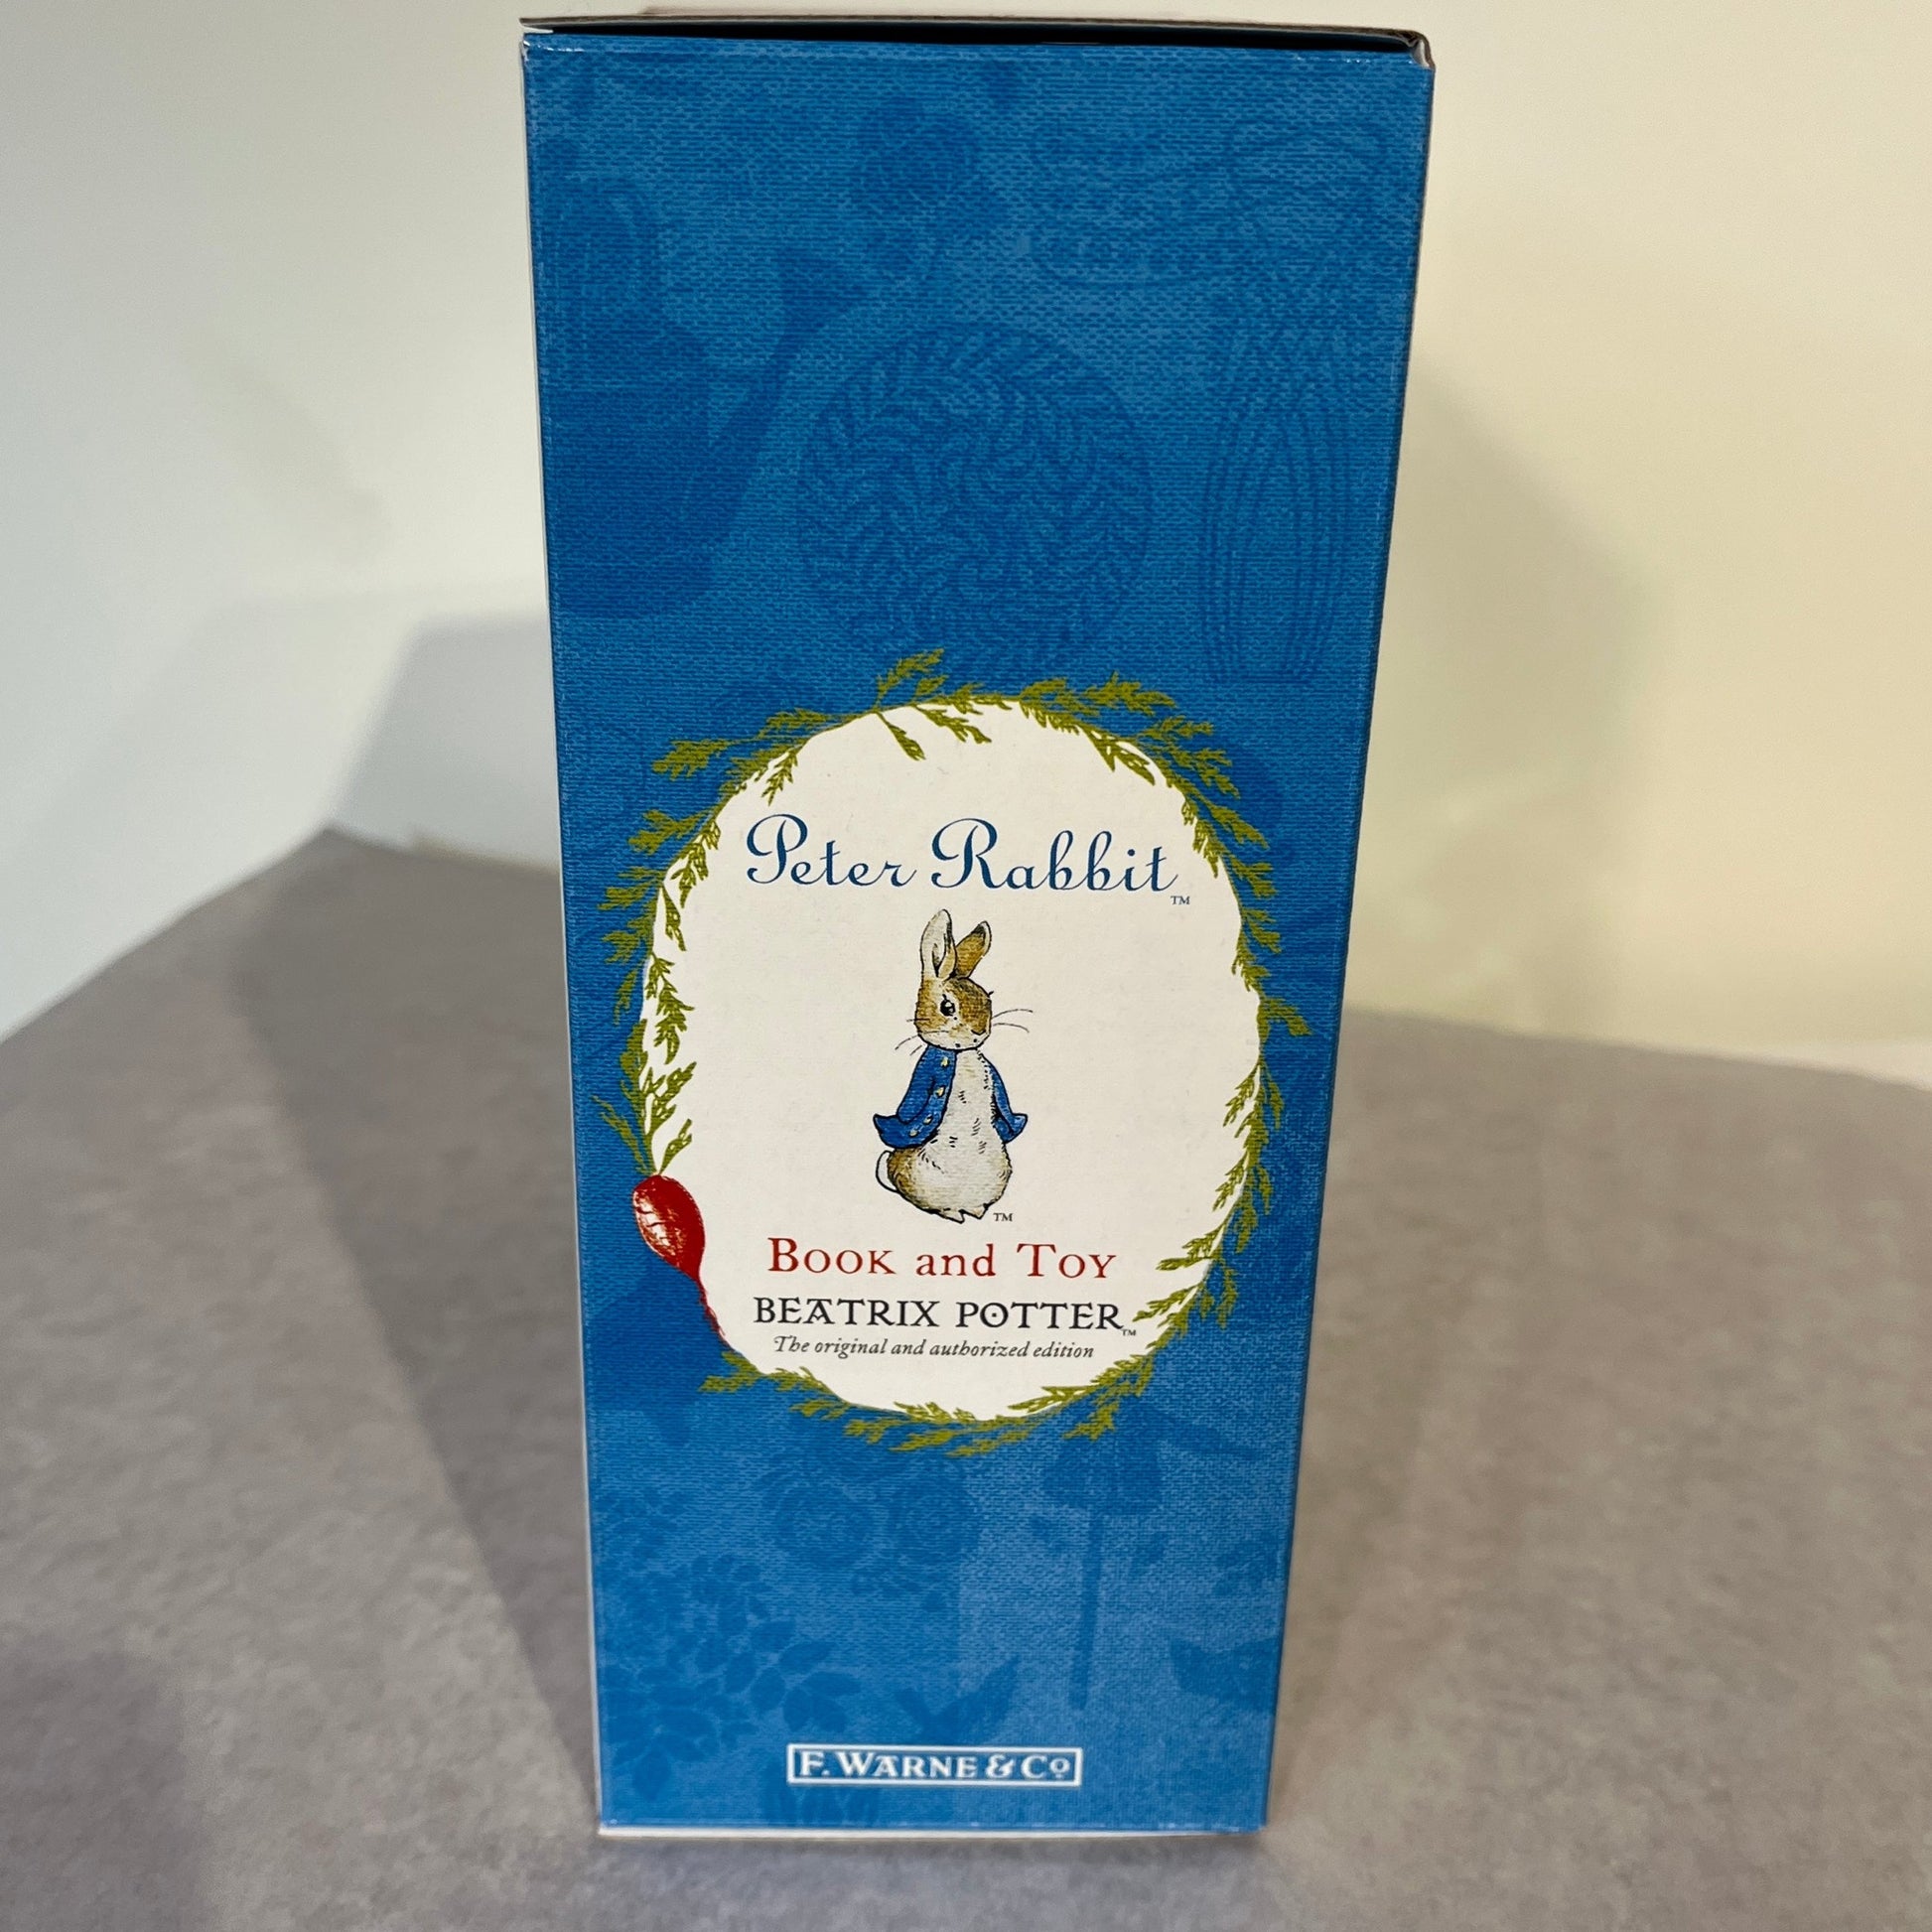 Peter Rabbit™
™
BOOK and TOY
BEATRIX POTTER™
The original and authorized edition
F. WARNE & Cº